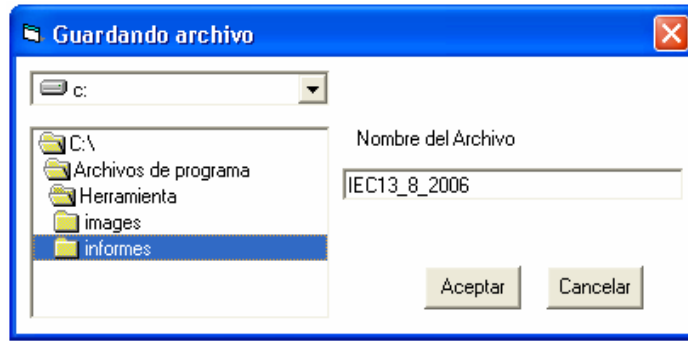 Guardando archivo
c:
C:\
Archivos de programa
Herramienta
images
informes
Nombre del Archivo
IEC13_8_2006
Aceptar
Cancelar